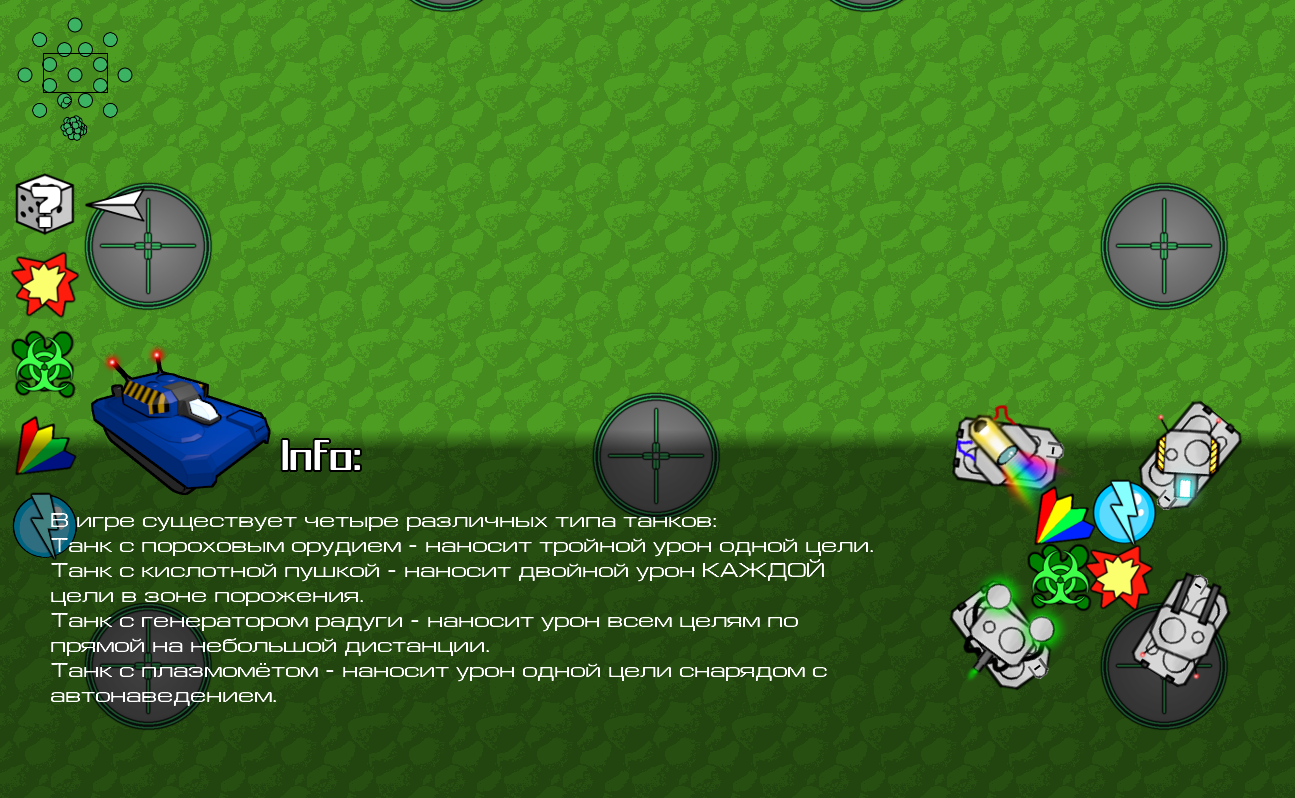 ?
Info:
В игре существует четыре различных типа танков:
Танк с пороховым орудием - наносит тройной урон одной цели.
Танк с кислотной пушкой - наносит двойной урон КАЖДОЙ
цели в зоне порожения.
Танк с генератором радуги - наносит урон всем целям по
прямой на небольшой дистанции.
Танк с плазмомётом - наносит урон одной цели снарядом с
автонаведением.